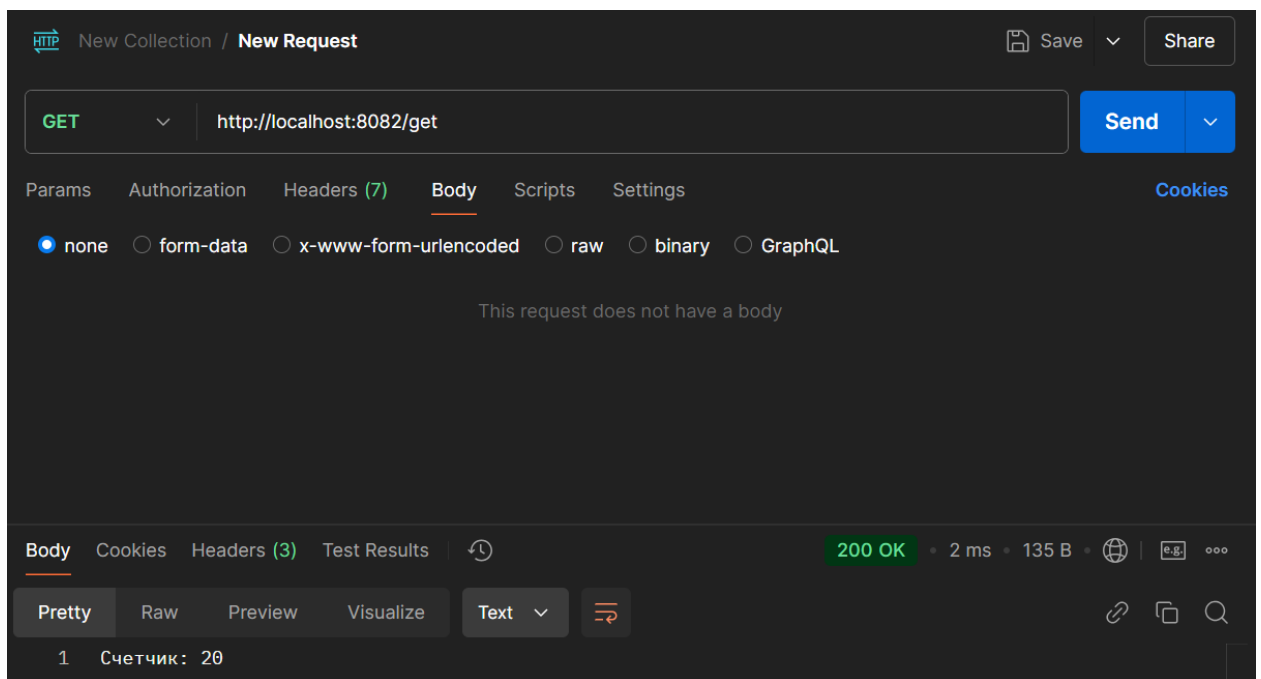 HTTP New Collection / New Request Save Share
GET http://localhost:8082/get Send
Params Authorization Headers (7) Body Scripts Settings Cookies
none form-data x-www-form-urlencoded raw binary GraphQL
This request does not have a body
Body Cookies Headers (3) Test Results 200 OK • 2 ms • 135 B • e.g. ooo
Pretty Raw Preview Visualize Text
1 Счетчик: 20